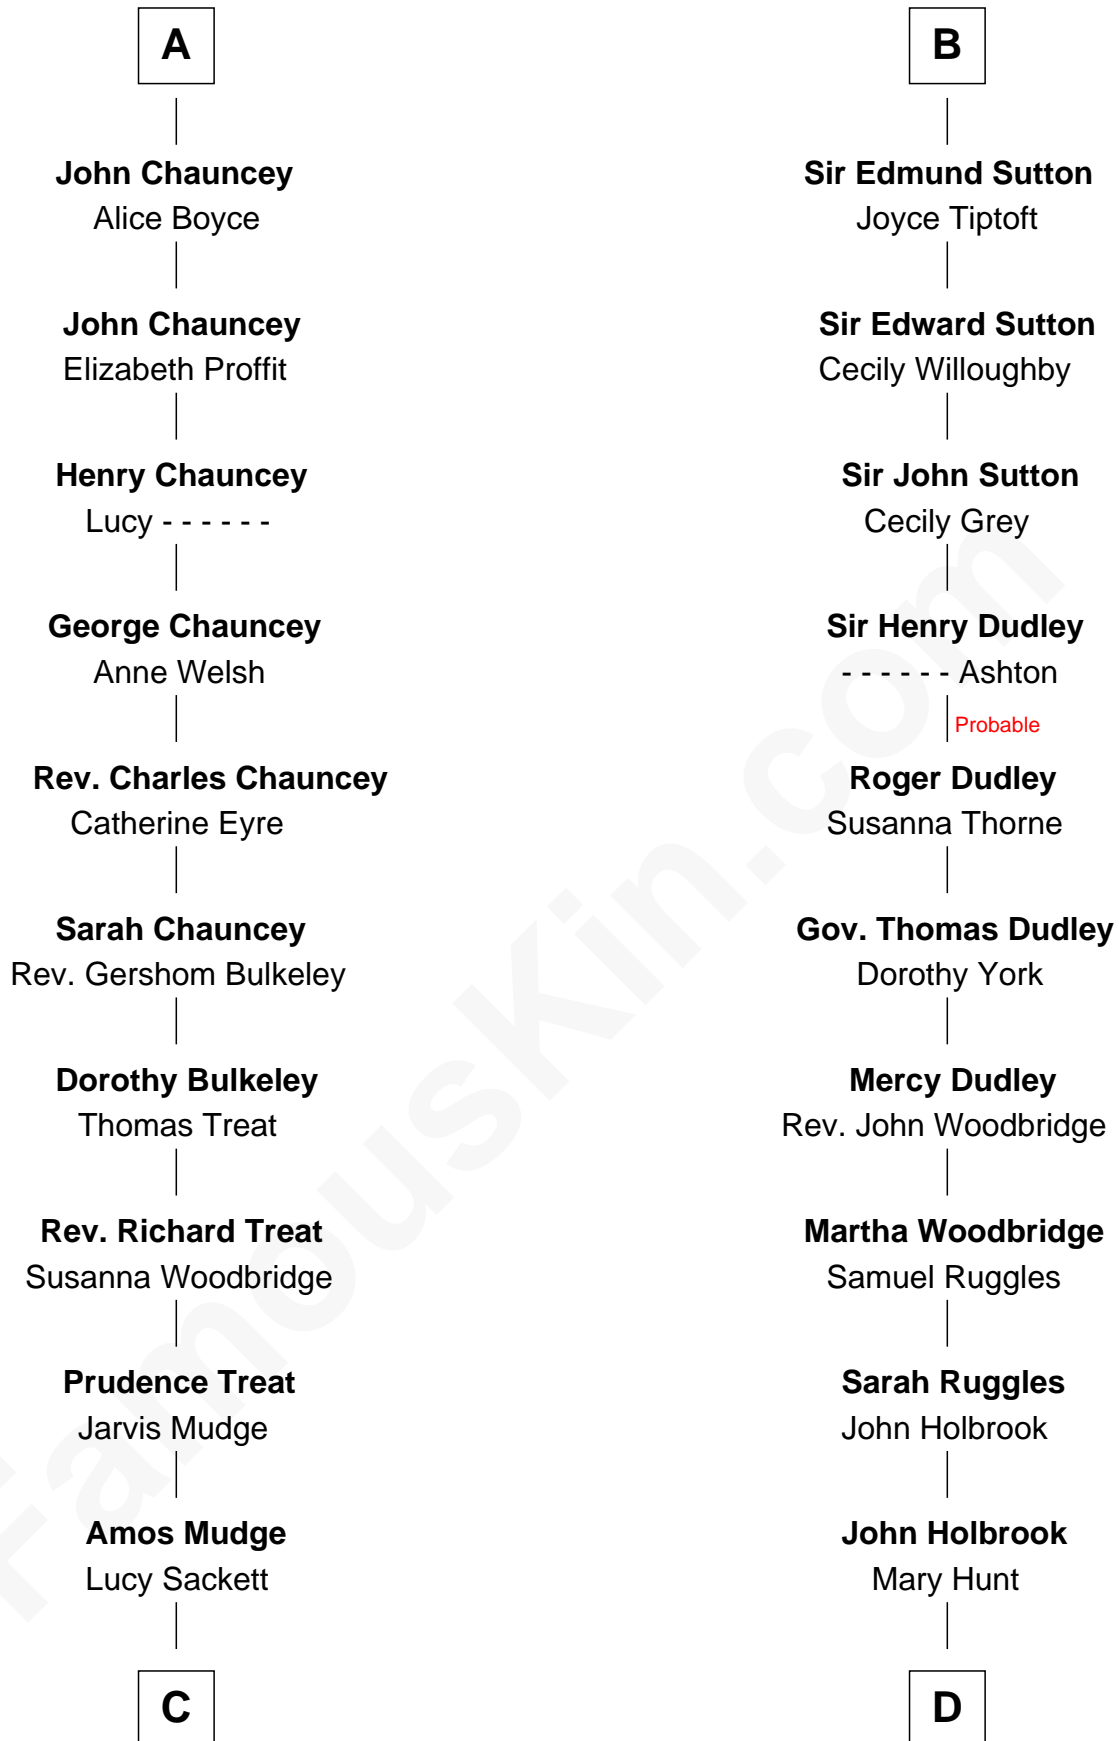 A
John Chauncey
Alice Boyce
John Chauncey
Elizabeth Proffit
Henry Chauncey
Lucy - - - - - -
George Chauncey
Anne Welsh
Rev. Charles Chauncey
Catherine Eyre
Sarah Chauncey
Rev. Gershom Bulkeley
Dorothy Bulkeley
Thomas Treat
Rev. Richard Treat
Susanna Woodbridge
Prudence Treat
Jarvis Mudge
Amos Mudge
Lucy Sackett
C
B
Sir Edmund Sutton
Joyce Tiptoft
Sir Edward Sutton
Cecily Willoughby
Sir John Sutton
Cecily Grey
Sir Henry Dudley
- - - - - - Ashton
Probable
Roger Dudley
Susanna Thorne
Gov. Thomas Dudley
Dorothy York
Mercy Dudley
Rev. John Woodbridge
Martha Woodbridge
Samuel Ruggles
Sarah Ruggles
John Holbrook
John Holbrook
Mary Hunt
D
FamousKin.com